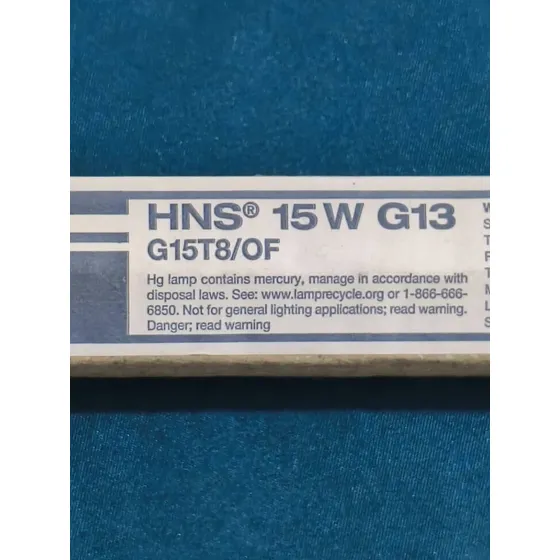 HNS® 15 W G13
G15T8/OF
Hg lamp contains mercury, manage in accordance with
disposal laws. See: www.lamprecycle.org or 1-866-666-
6850. Not for general lighting applications; read warning.
Danger; read warning